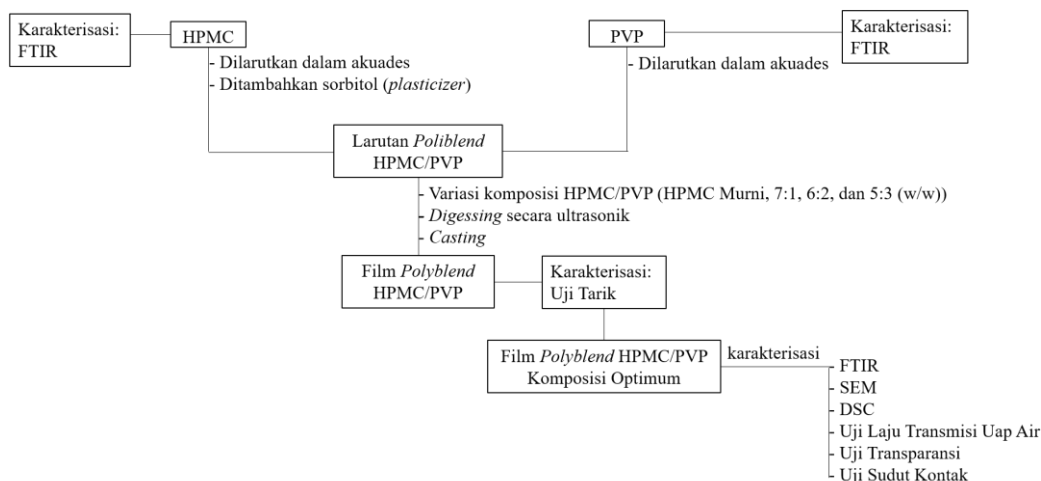 Karakterisasi:
FTIR
HPMC
PVP
Karakterisasi:
FTIR
- Dilarutkan dalam akuades
- Ditambahkan sorbitol (plasticizer)
- Dilarutkan dalam akuades
Larutan Poliblend
HPMC/PVP
- Variasi komposisi HPMC/PVP (HPMC Murni, 7:1, 6:2, dan 5:3 (w/w))
- Digessing secara ultrasonik
- Casting
Film Polyblend
HPMC/PVP
Karakterisasi:
Uji Tarik
Film Polyblend HPMC/PVP
Komposisi Optimum
karakterisasi
- FTIR
- SEM
- DSC
- Uji Laju Transmisi Uap Air
- Uji Transparansi
- Uji Sudut Kontak